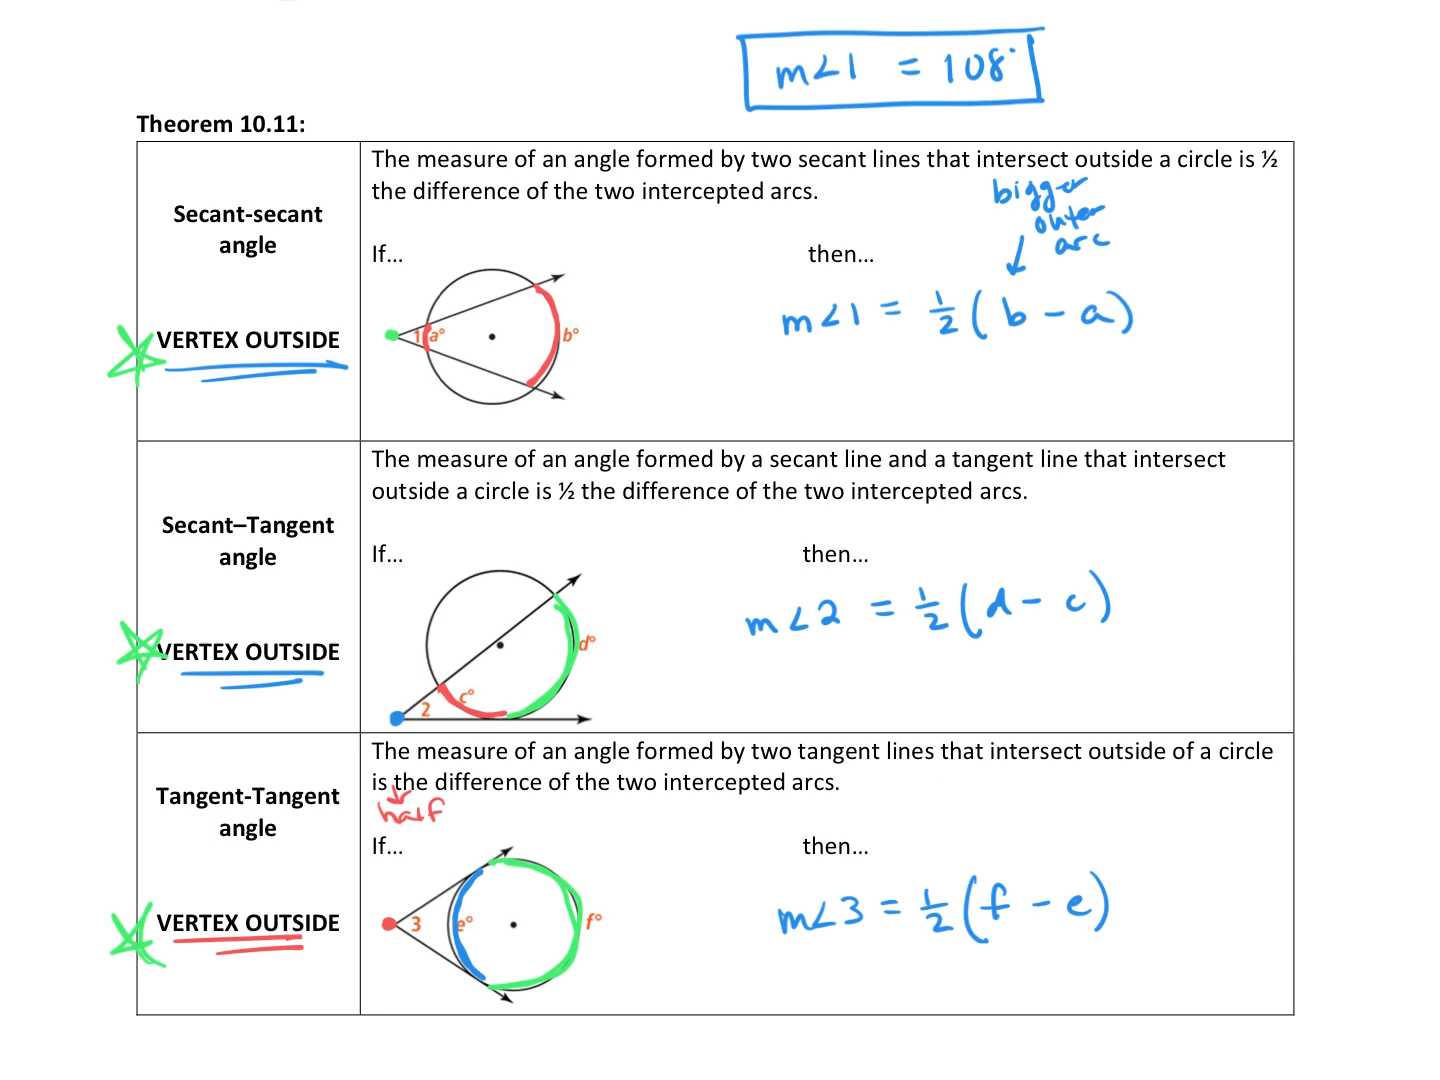 m∠1 = 108°
Theorem 10.11:
Secant-secant
angle
VERTEX OUTSIDE
The measure of an angle formed by two secant lines that intersect outside a circle is ½
the difference of the two intercepted arcs.
bigger
outer
arc
If...
then...
1
a°
b°
m∠1 = ½(b - a)
Secant–Tangent
angle
VERTEX OUTSIDE
The measure of an angle formed by a secant line and a tangent line that intersect
outside a circle is ½ the difference of the two intercepted arcs.
If...
then...
2
c°
d°
m∠2 = ½(d - c)
Tangent-Tangent
angle
VERTEX OUTSIDE
The measure of an angle formed by two tangent lines that intersect outside of a circle
is the difference of the two intercepted arcs.
half
If...
then...
3
e°
f°
m∠3 = ½(f - e)